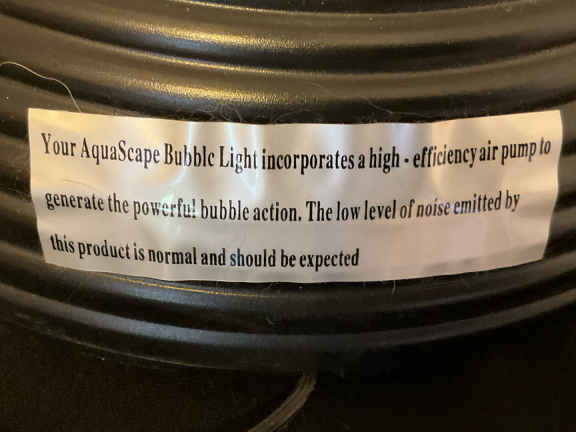 Your AquaScape Bubble Light incorporates a high - efficiency air pump to
generate the powerful bubble action. The low level of noise emitted by
this product is normal and should be expected